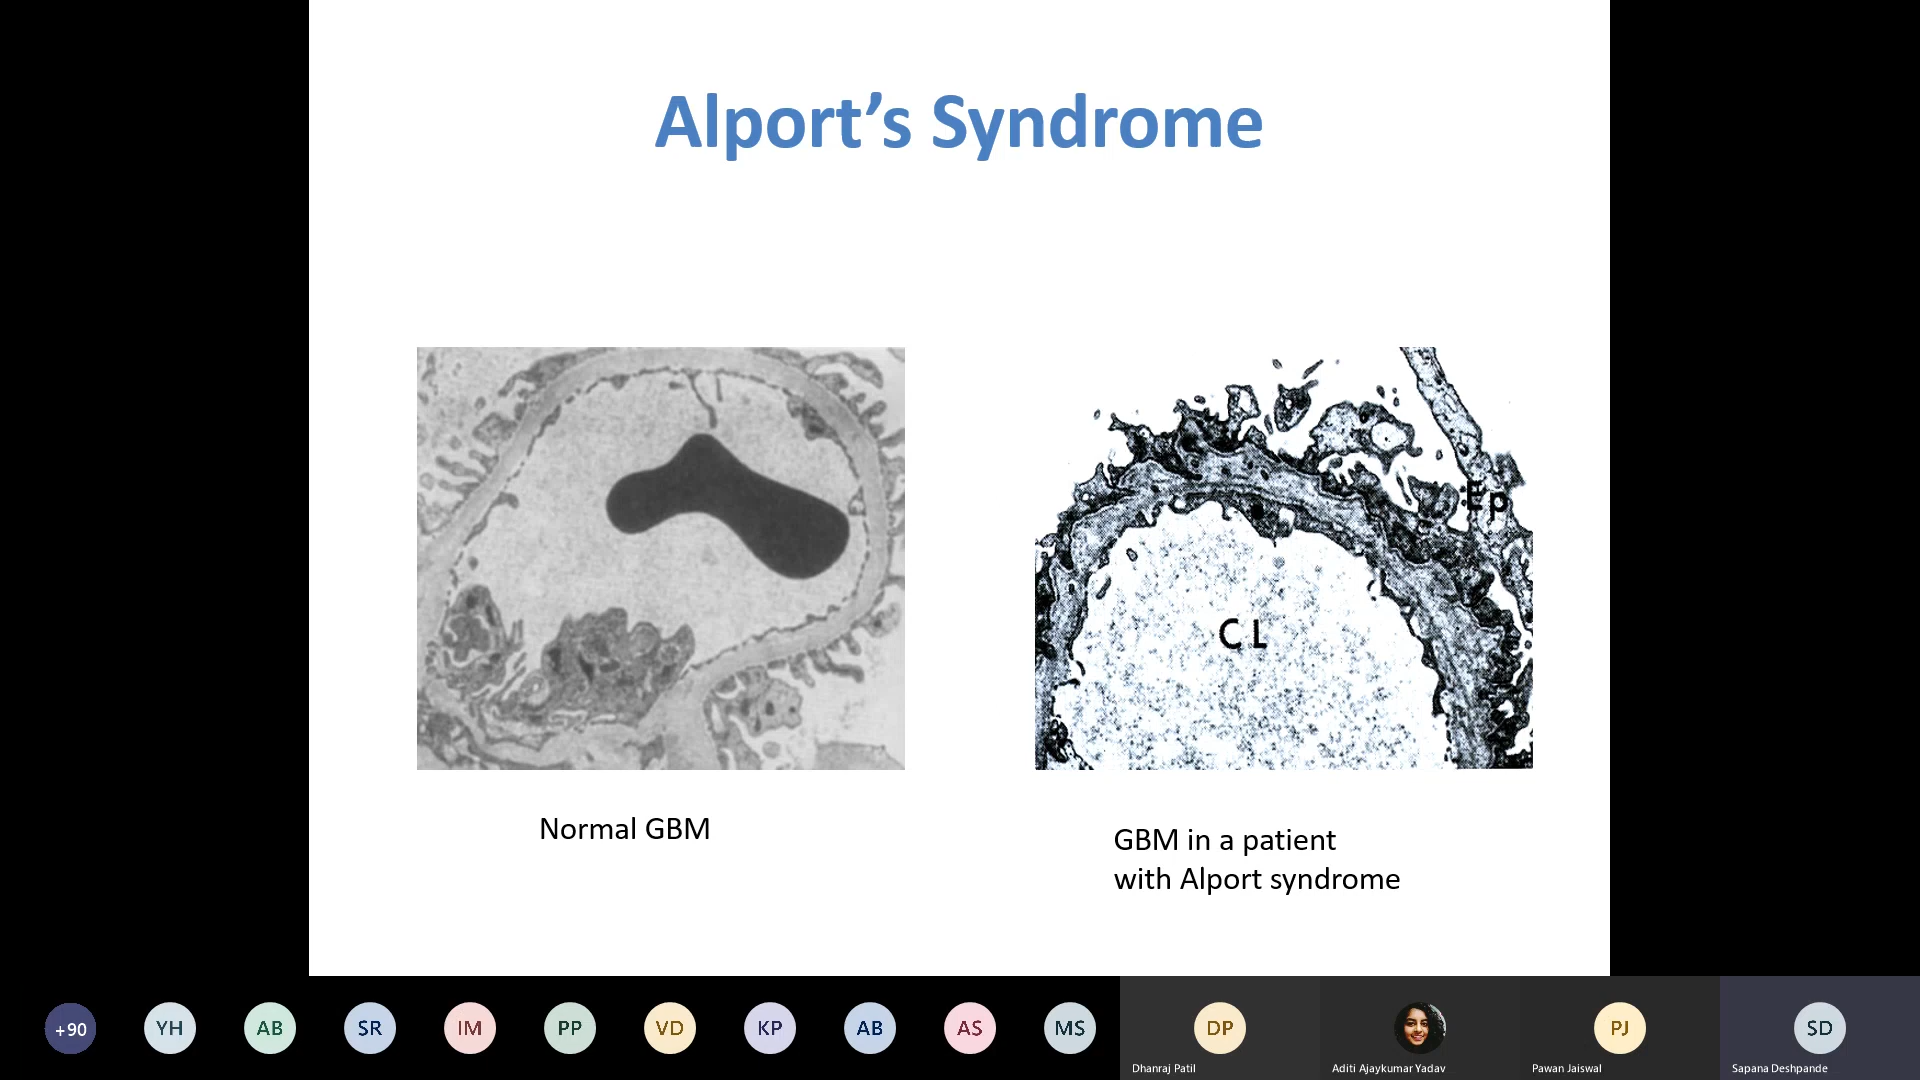 Alport’s Syndrome
Ep
CL
Normal GBM
GBM in a patient
with Alport syndrome
+90
YH
AB
SR
IM
PP
VD
KP
AB
AS
MS
DP
PJ
SD
Dhanraj Patil
Aditi Ajaykumar Yadav
Pawan Jaiswal
Sapana Deshpande